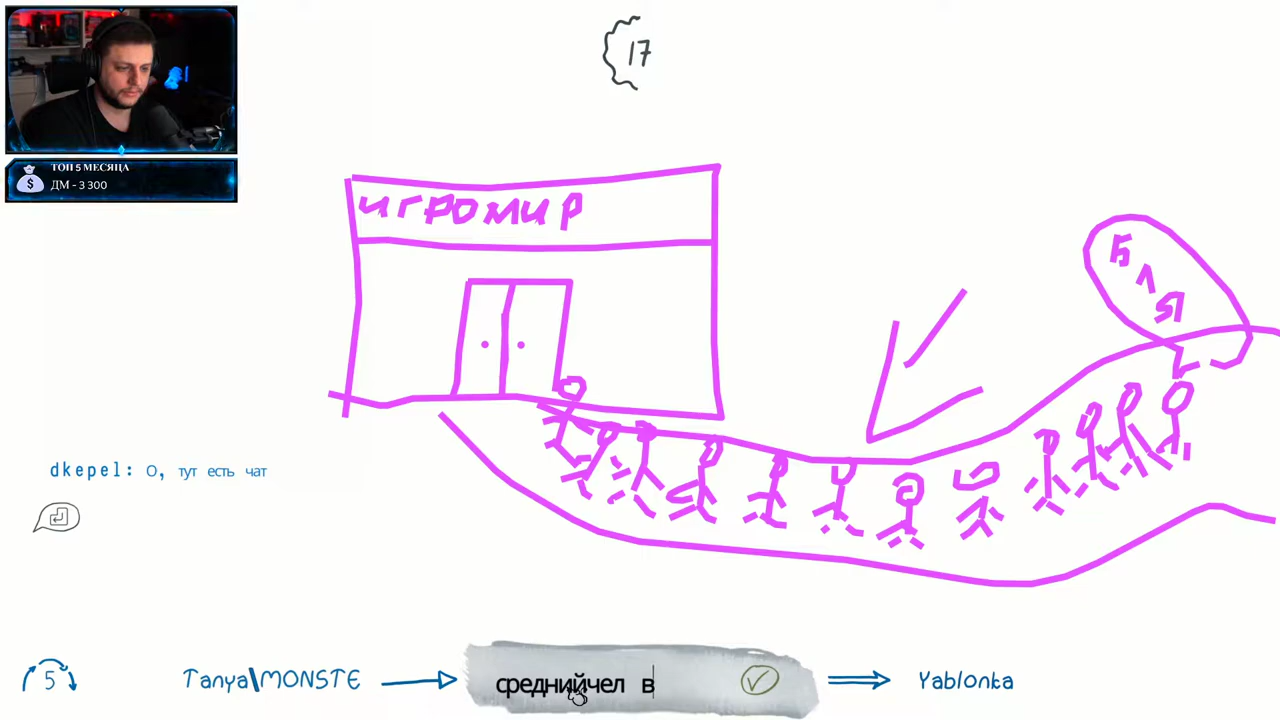 17
ТОП 5 МЕСЯЦА
ДМ - 3 300
ИГРОМИР
БЛЯ
dkepel: О, тут есть чат
5
Tanya\MONSTE
среднийчел в
Yablonka